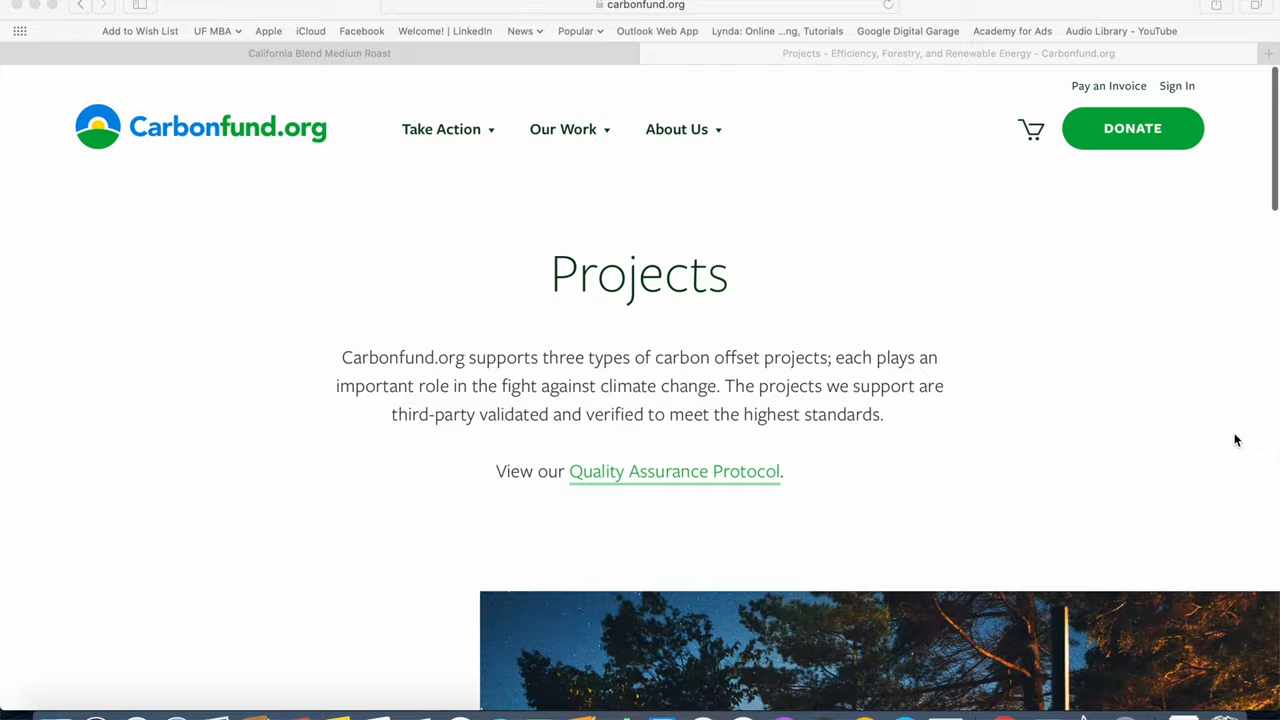 carbonfund.org
Add to Wish List UF MBA Apple iCloud Facebook Welcome! | LinkedIn News Popular Outlook Web App Lynda: Online ...ng, Tutorials Google Digital Garage Academy for Ads Audio Library - YouTube
California Blend Medium Roast Projects - Efficiency, Forestry, and Renewable Energy - Carbonfund.org
Pay an Invoice Sign In
Carbonfund.org Take Action Our Work About Us DONATE
Projects
Carbonfund.org supports three types of carbon offset projects; each plays an
important role in the fight against climate change. The projects we support are
third-party validated and verified to meet the highest standards.
View our Quality Assurance Protocol.